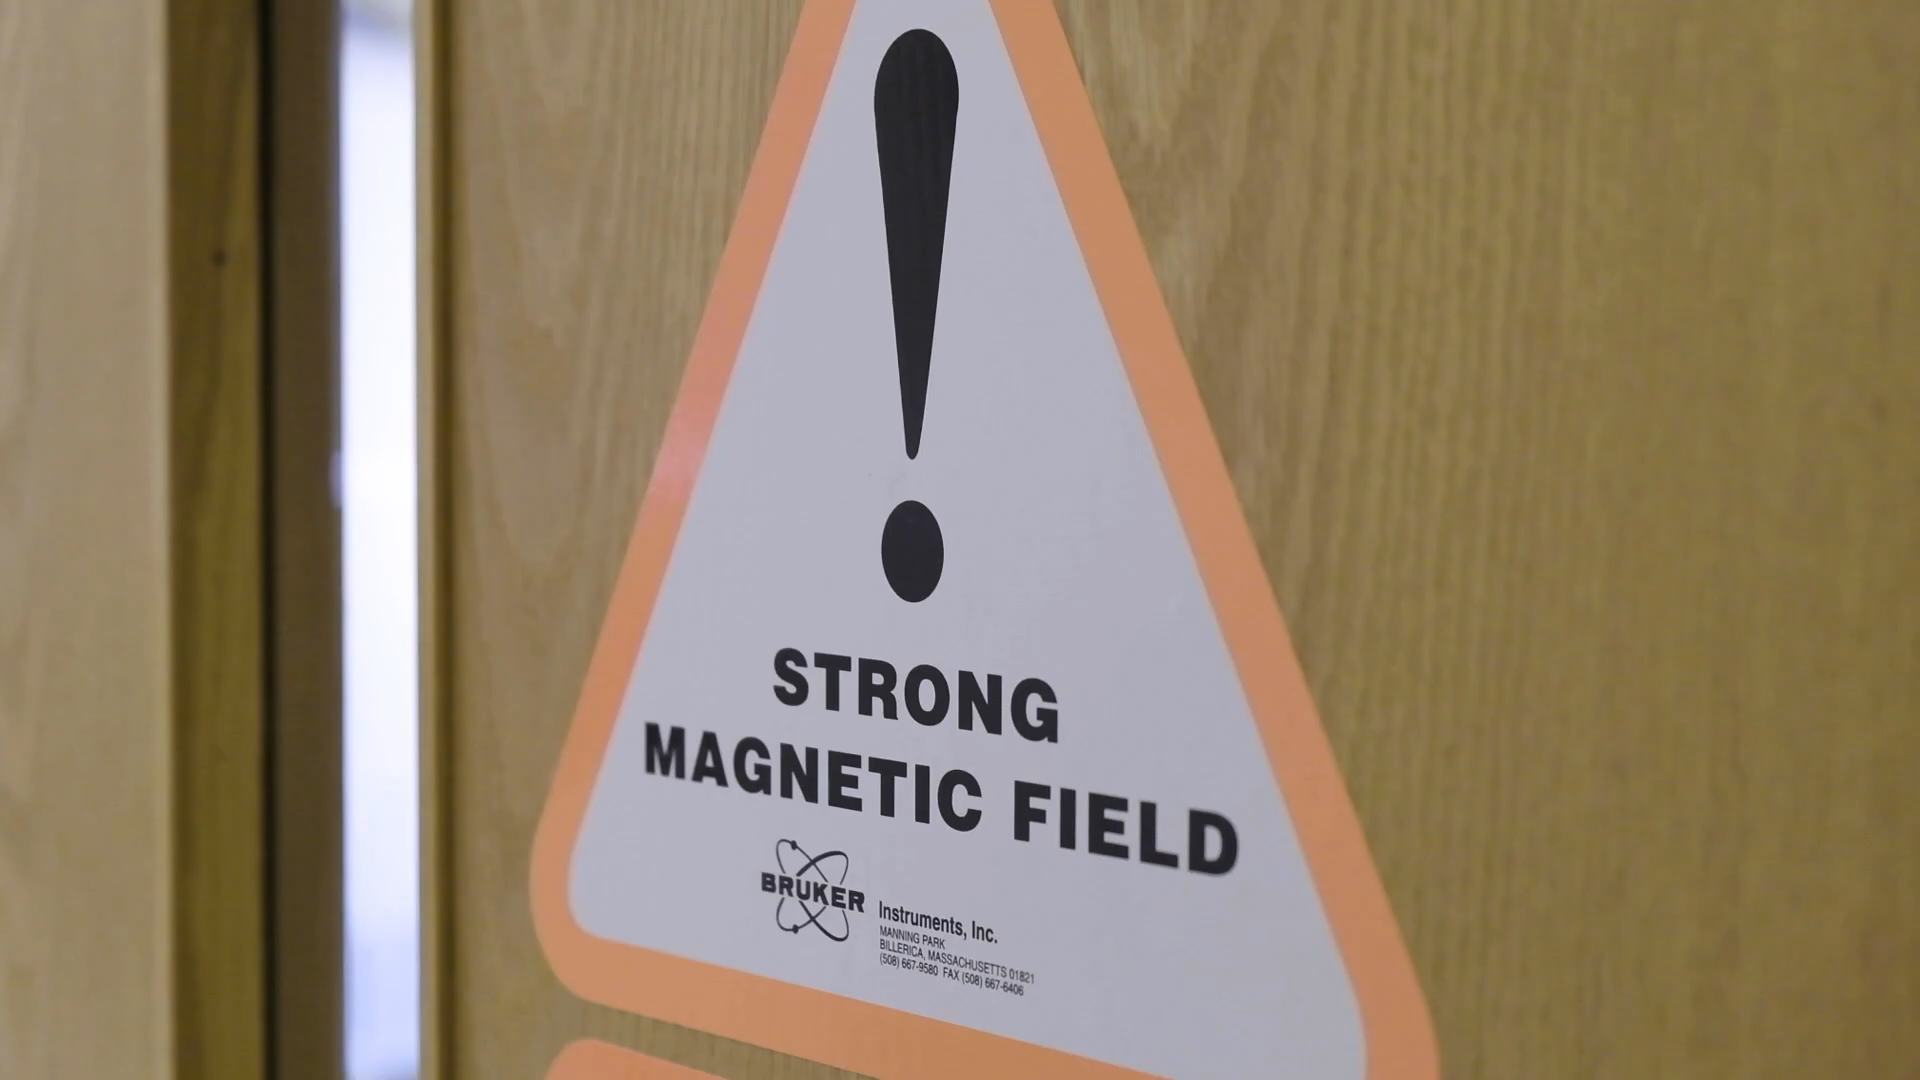 !
STRONG
MAGNETIC FIELD
BRUKER
Instruments, Inc.
MANNING PARK
BILLERICA, MASSACHUSETTS 01821
(508) 667-9580 FAX (508) 667-6406